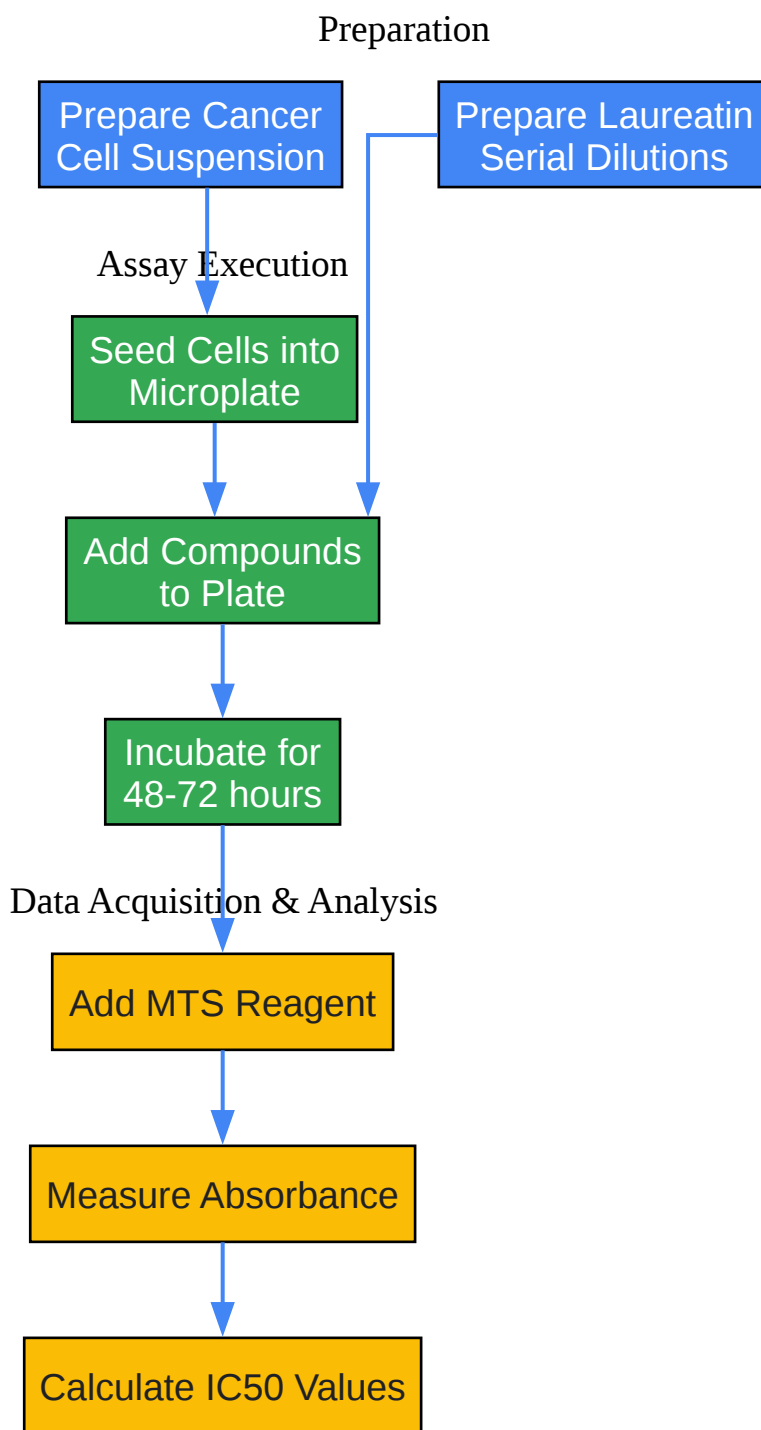 Preparation
Prepare Cancer
Cell Suspension
Prepare Laureatin
Serial Dilutions
Assay Execution
Seed Cells into
Microplate
Add Compounds
to Plate
Incubate for
48-72 hours
Data Acquisition & Analysis
Add MTS Reagent
Measure Absorbance
Calculate IC50 Values